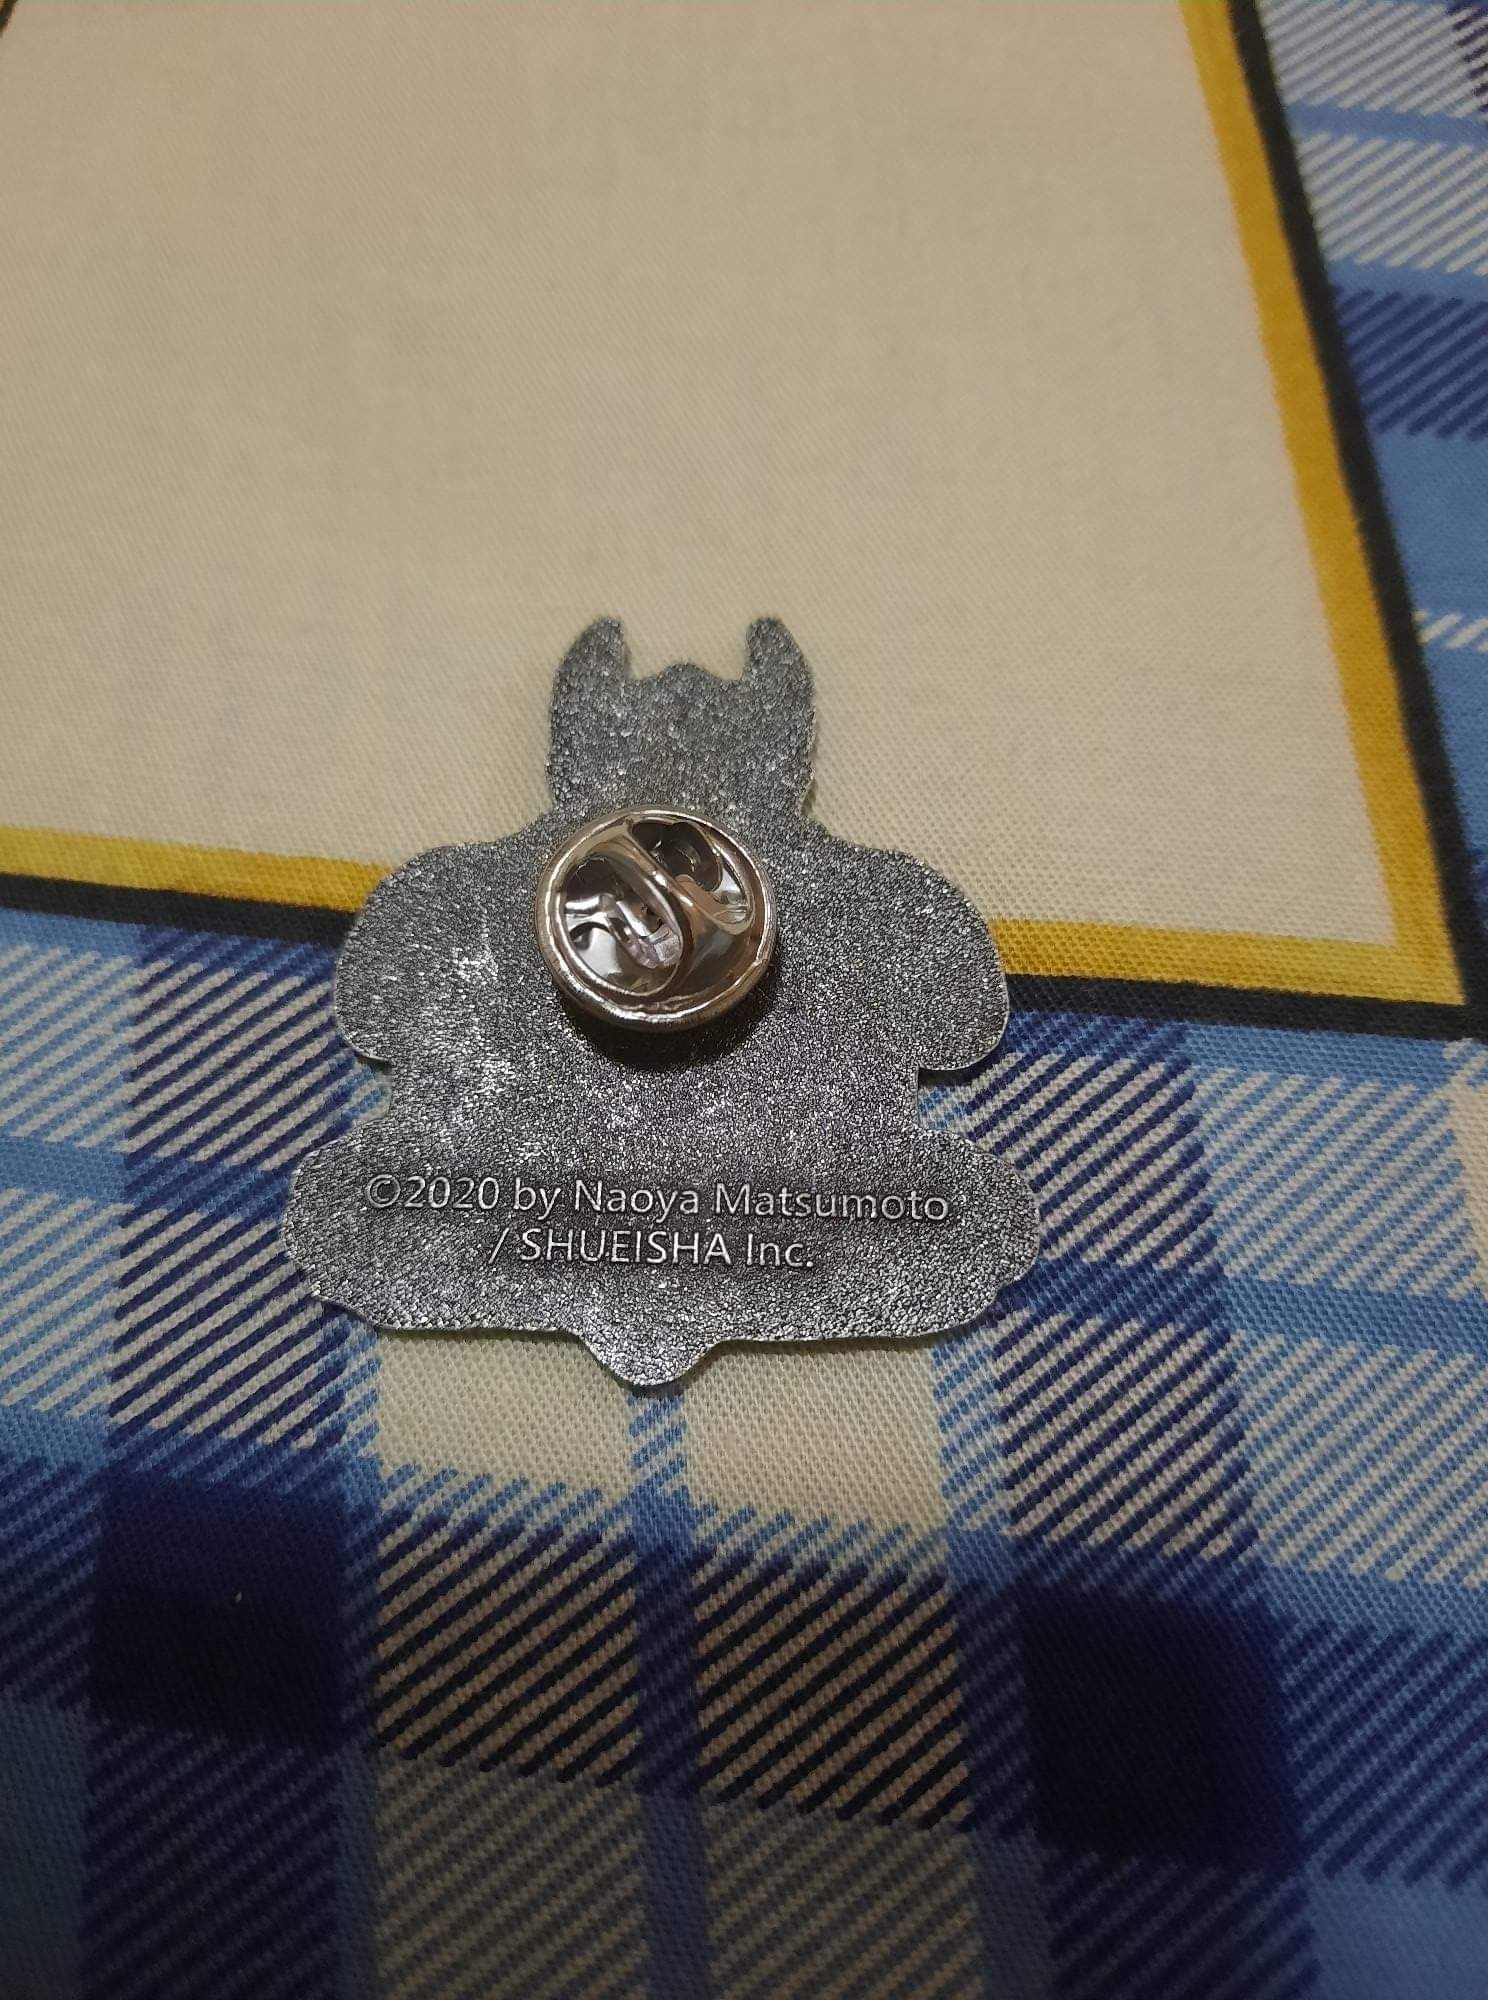 ©2020 by Naoya Matsumoto
/ SHUEISHA Inc.